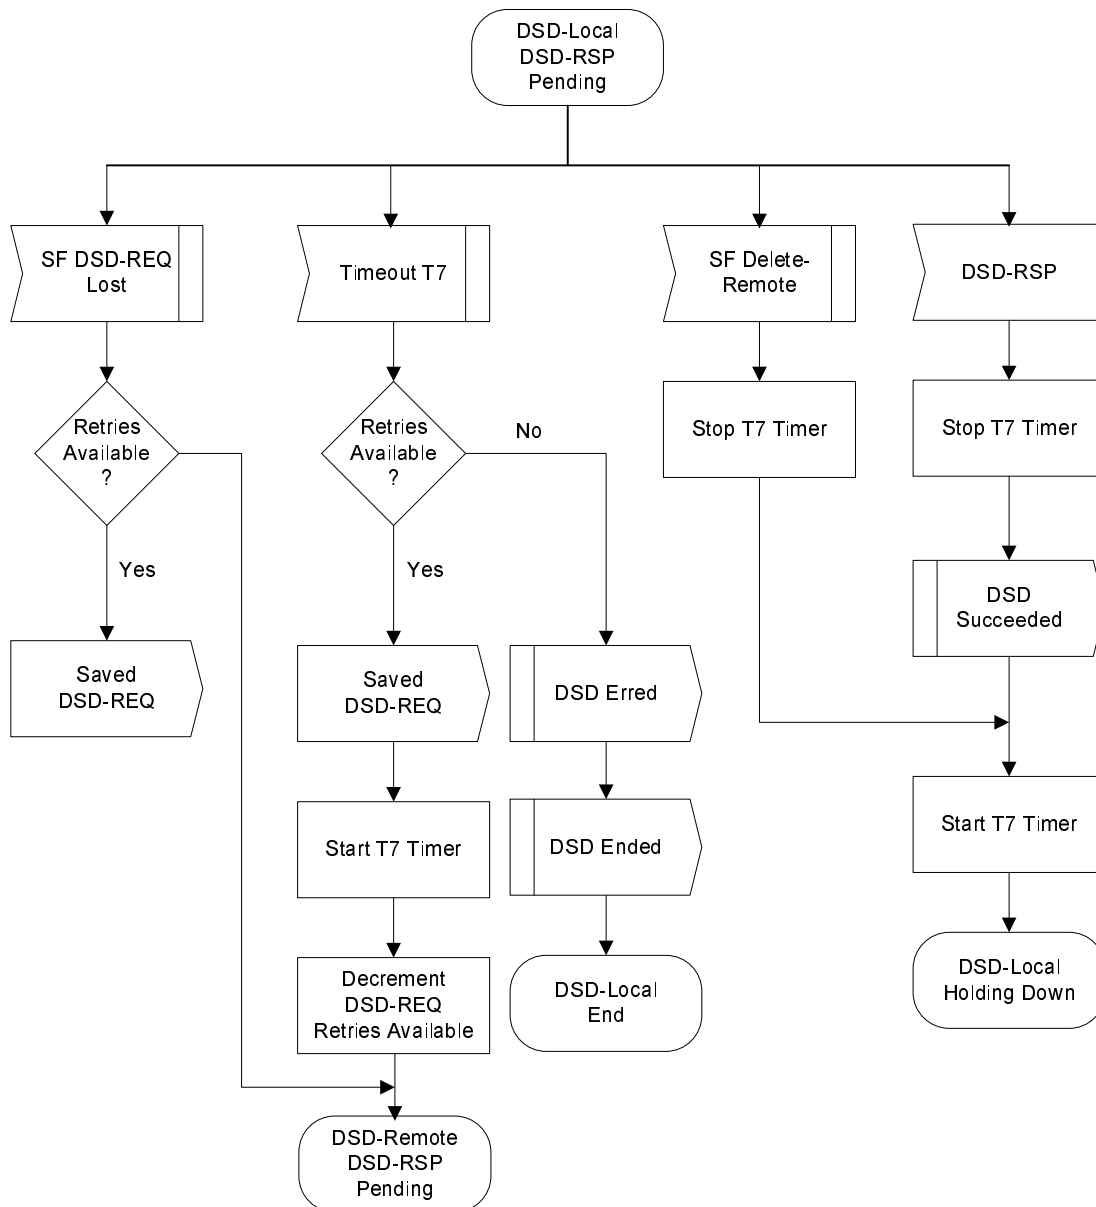 DSD-Local
DSD-RSP
Pending
SF DSD-REQ
Lost
Timeout T7
SF Delete-
Remote
DSD-RSP
Retries
Available
?
Retries
Available
?
No
Stop T7 Timer
Stop T7 Timer
Yes
Yes
DSD
Succeeded
Saved
DSD-REQ
Saved
DSD-REQ
DSD Erred
Start T7 Timer
DSD Ended
Start T7 Timer
Decrement
DSD-REQ
Retries Available
DSD-Local
End
DSD-Local
Holding Down
DSD-Remote
DSD-RSP
Pending